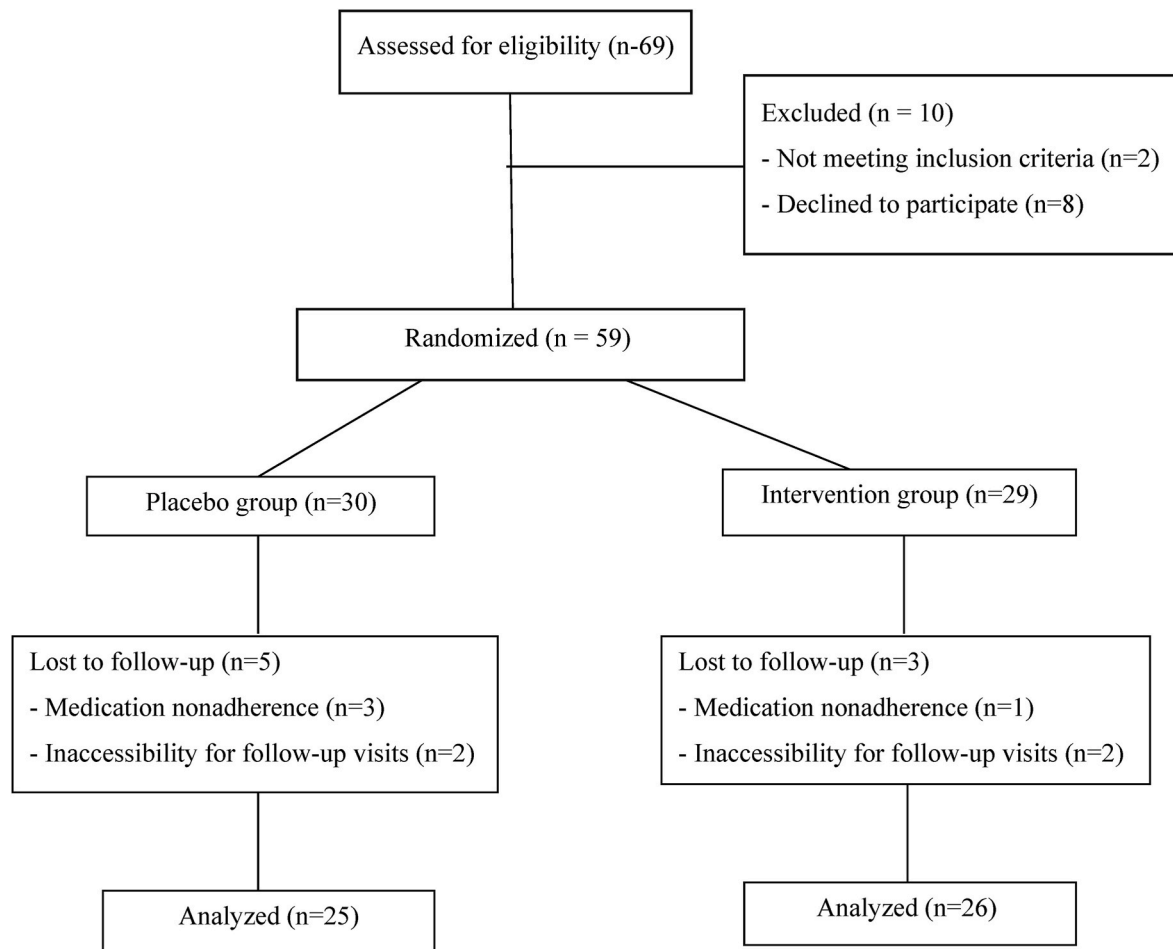 Assessed for eligibility (n-69)
Excluded (n = 10)
- Not meeting inclusion criteria (n=2)
- Declined to participate (n=8)
Randomized (n = 59)
Placebo group (n=30)
Intervention group (n=29)
Lost to follow-up (n=5)
- Medication nonadherence (n=3)
- Inaccessibility for follow-up visits (n=2)
Lost to follow-up (n=3)
- Medication nonadherence (n=1)
- Inaccessibility for follow-up visits (n=2)
Analyzed (n=25)
Analyzed (n=26)